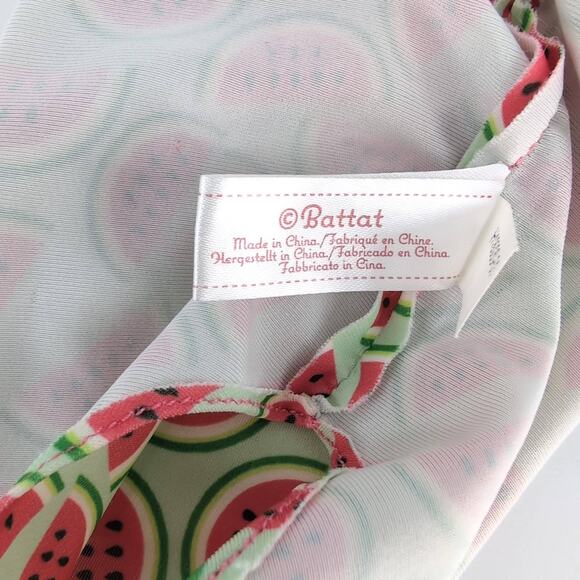 ©Battat
Made in China./Fabriqué en Chine.
Hergestellt in China./Fabricado en China.
Fabbricato in Cina.